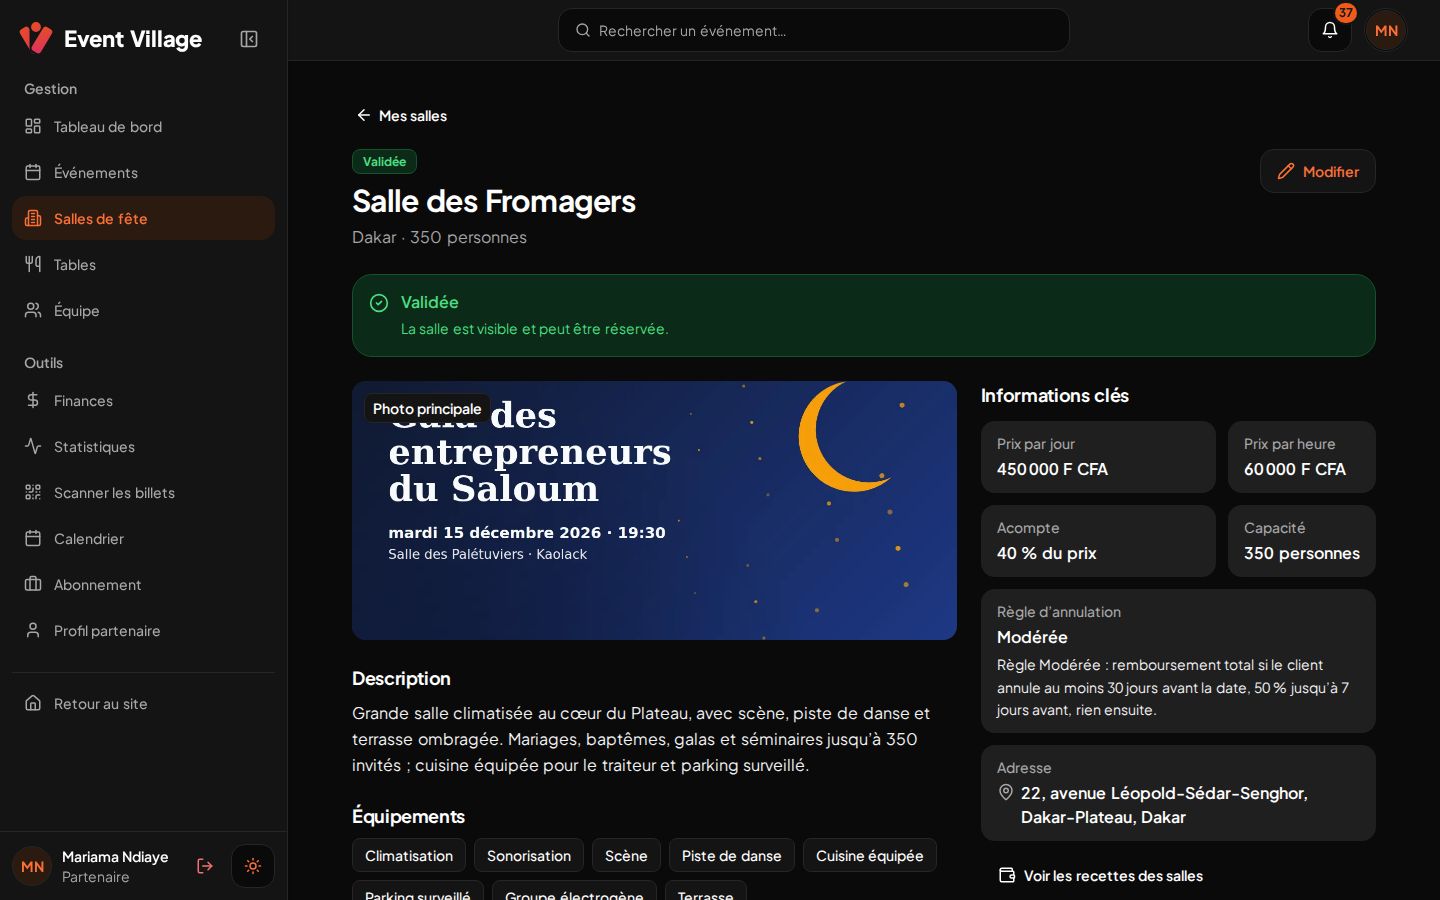 Event Village
Rechercher un événement...
37
MN
Gestion
Tableau de bord
Événements
Salles de fête
Tables
Équipe
Outils
Finances
Statistiques
Scanner les billets
Calendrier
Abonnement
Profil partenaire
Retour au site
MN
Mariama Ndiaye
Partenaire
Mes salles
Validée
Modifier
Salle des Fromagers
Dakar · 350 personnes
Validée
La salle est visible et peut être réservée.
Photo principale
des
entrepreneurs
du Saloum
mardi 15 décembre 2026 · 19:30
Salle des Palétuviers · Kaolack
Description
Grande salle climatisée au cœur du Plateau, avec scène, piste de danse et
terrasse ombragée. Mariages, baptêmes, galas et séminaires jusqu’à 350
invités ; cuisine équipée pour le traiteur et parking surveillé.
Équipements
Climatisation
Sonorisation
Scène
Piste de danse
Cuisine équipée
Parking surveillé
Groupe électrogène
Terrasse
Informations clés
Prix par jour
450 000 F CFA
Prix par heure
60 000 F CFA
Acompte
40 % du prix
Capacité
350 personnes
Règle d’annulation
Modérée
Règle Modérée : remboursement total si le client
annule au moins 30 jours avant la date, 50 % jusqu’à 7
jours avant, rien ensuite.
Adresse
22, avenue Léopold-Sédar-Senghor,
Dakar-Plateau, Dakar
Voir les recettes des salles